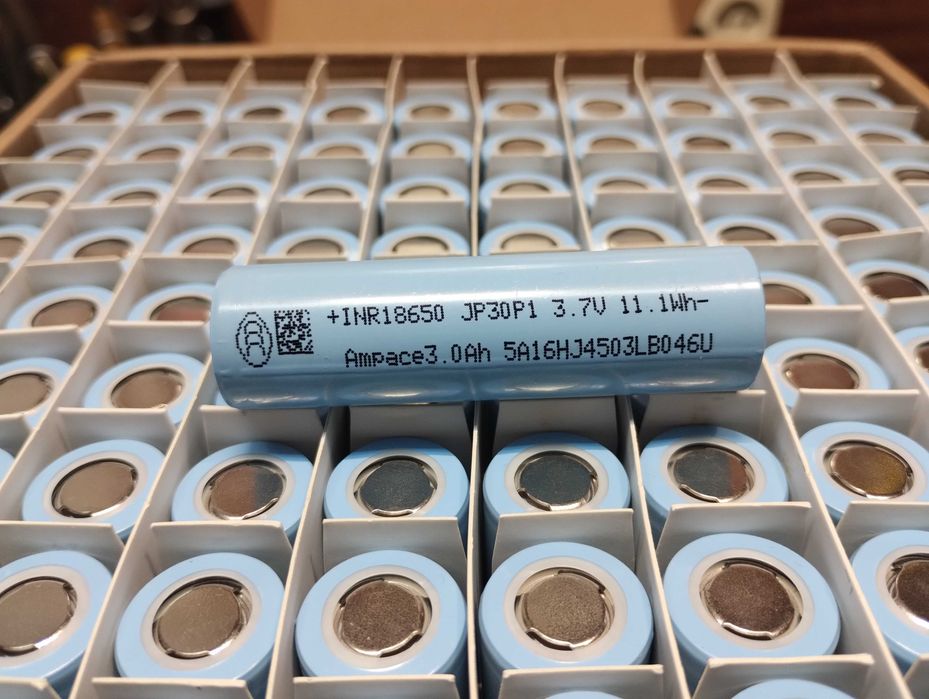 +INR18650 JP30P1 3.7V 11.1Wh-
Ampace3.0Ah 5A16HJ4503LB046U